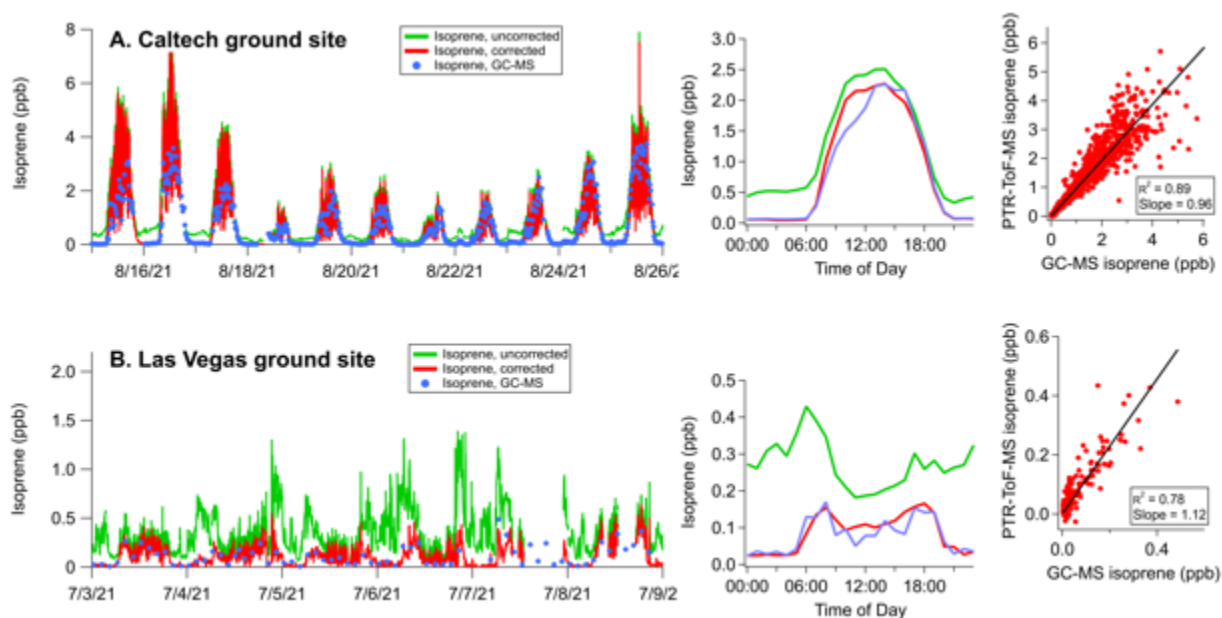 A. Caltech ground site
Isoprene, uncorrected
Isoprene, corrected
Isoprene, GC-MS
Isoprene (ppb)
8
6
4
2
0
8/16/21
8/18/21
8/20/21
8/22/21
8/24/21
8/26/2
Isoprene (ppb)
3.0
2.5
2.0
1.5
1.0
0.5
0.0
00:00
06:00
12:00
18:00
Time of Day
PTR-ToF-MS isoprene (ppb)
6
5
4
3
2
1
0
R² = 0.89
Slope = 0.96
0
2
4
6
GC-MS isoprene (ppb)
B. Las Vegas ground site
Isoprene, uncorrected
Isoprene, corrected
Isoprene, GC-MS
Isoprene (ppb)
2.0
1.5
1.0
0.5
0
7/3/21
7/4/21
7/5/21
7/6/21
7/7/21
7/8/21
7/9/2
Isoprene (ppb)
0.5
0.4
0.3
0.2
0.1
0.0
00:00
06:00
12:00
18:00
Time of Day
PTR-ToF-MS isoprene (ppb)
0.6
0.4
0.2
0.0
R² = 0.78
Slope = 1.12
0.0
0.4
GC-MS isoprene (ppb)